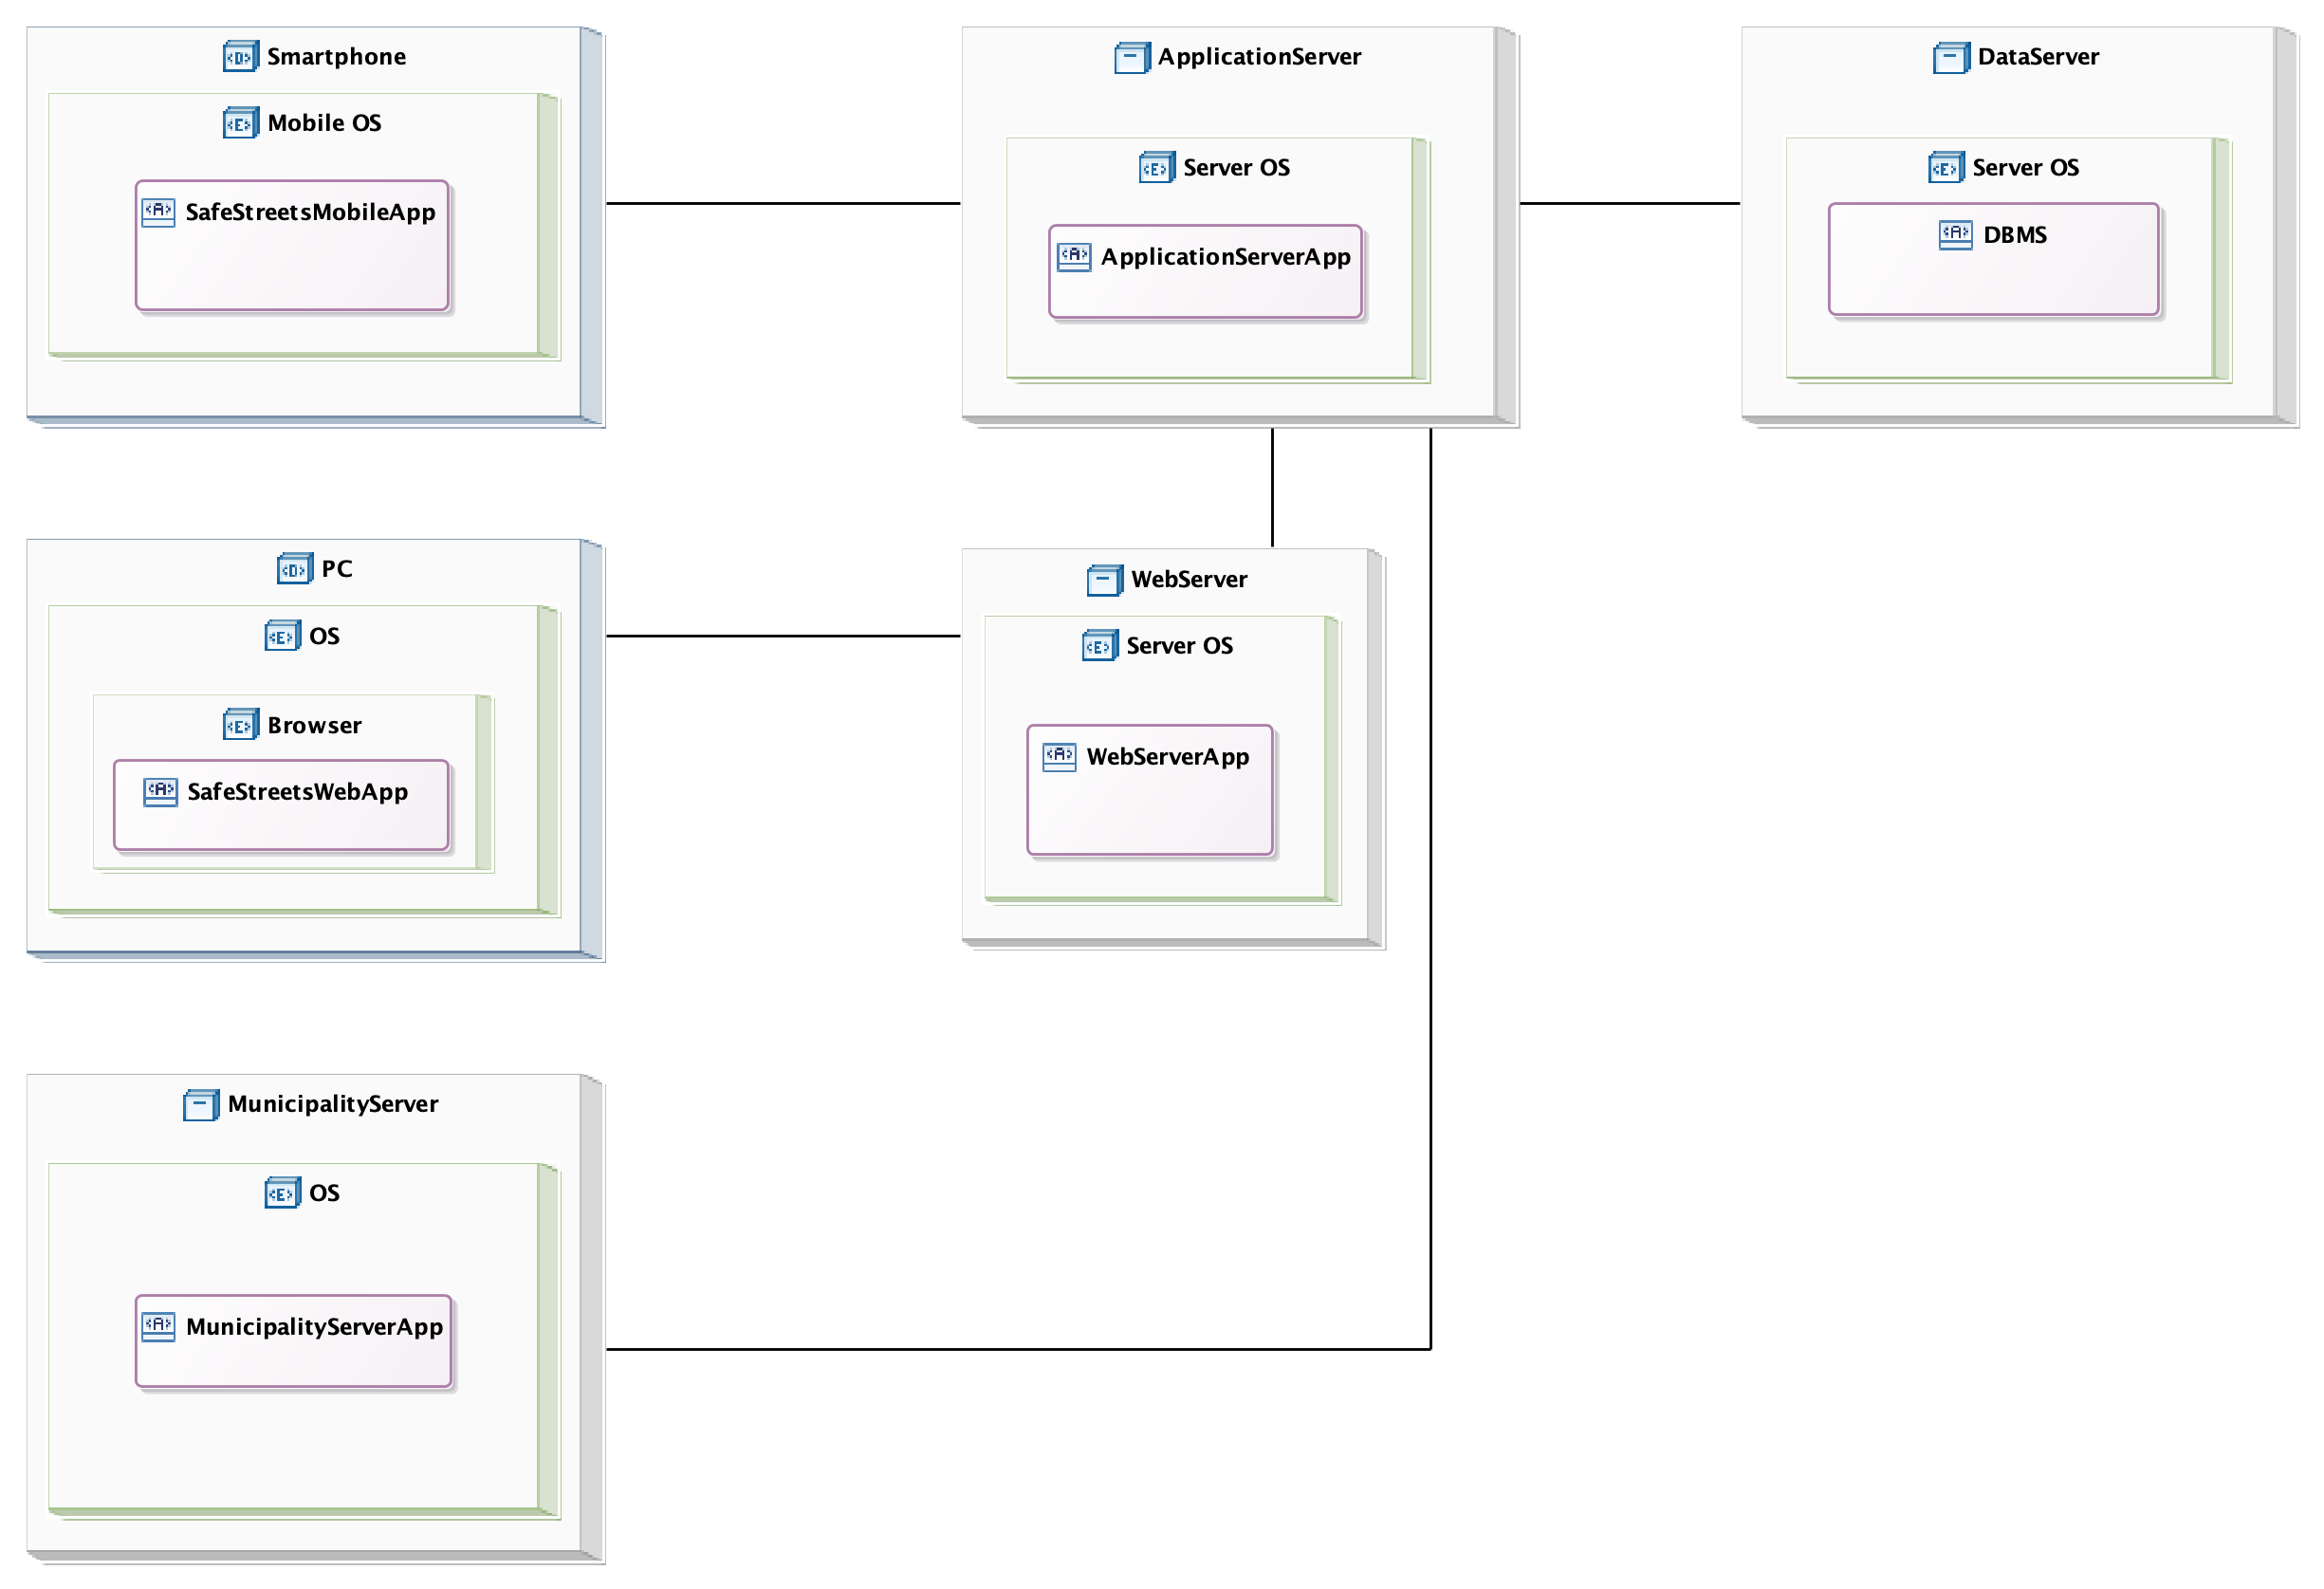 Smartphone
Mobile OS
<A> SafeStreetsMobileApp
ApplicationServer
<E> Server OS
<A> ApplicationServerApp
DataServer
<E> Server OS
<A> DBMS
<D> PC
<E> OS
<E> Browser
<A> SafeStreetsWebApp
WebServer
<E> Server OS
<A> WebServerApp
MunicipalityServer
<E> OS
<A> MunicipalityServerApp